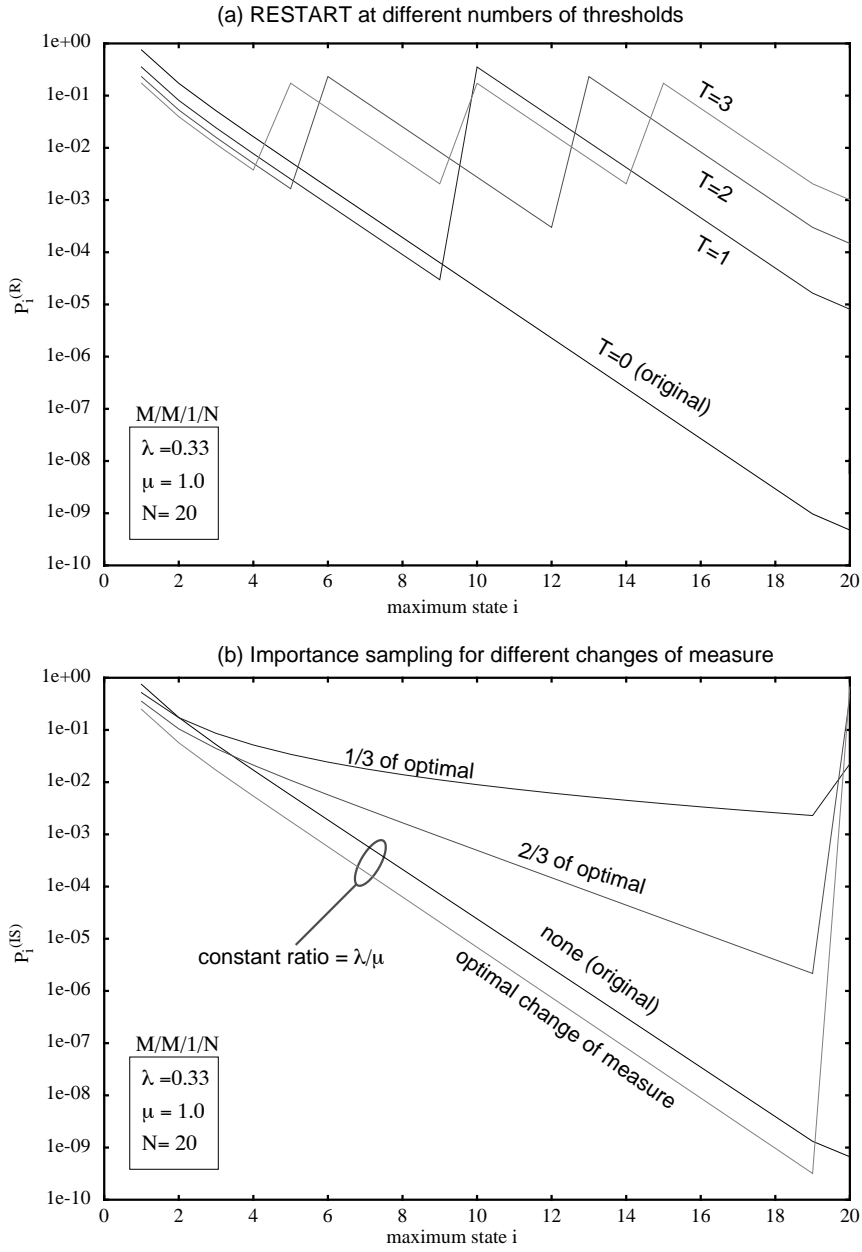 (a) RESTART at different numbers of thresholds
1e+00
1e-01
1e-02
1e-03
1e-04
1e-05
1e-06
1e-07
1e-08
1e-09
1e-10
P_i^(R)
T=3
T=2
T=1
T=0 (original)
M/M/1/N
λ =0.33
μ = 1.0
N= 20
0 2 4 6 8 10 12 14 16 18 20
maximum state i
(b) Importance sampling for different changes of measure
1e+00
1e-01
1e-02
1e-03
1e-04
1e-05
1e-06
1e-07
1e-08
1e-09
1e-10
P_i^(IS)
1/3 of optimal
2/3 of optimal
none (original)
optimal change of measure
constant ratio = λ/μ
M/M/1/N
λ =0.33
μ = 1.0
N= 20
0 2 4 6 8 10 12 14 16 18 20
maximum state i